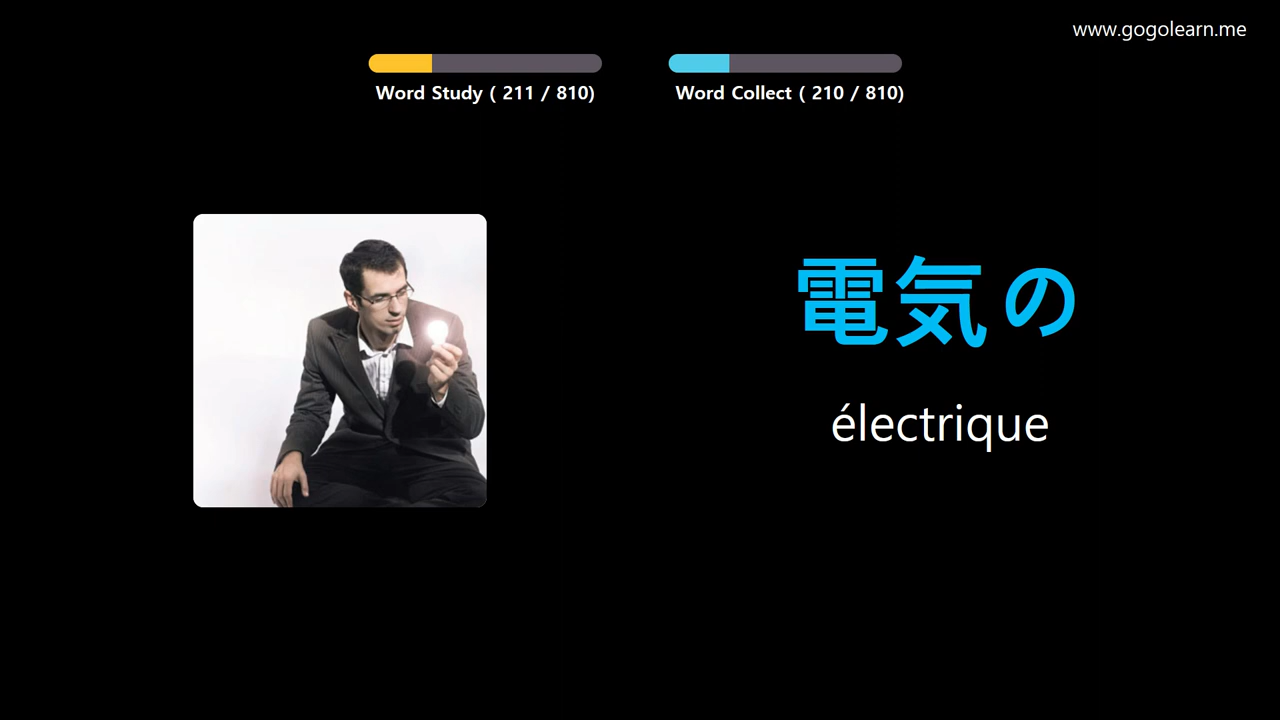 www.gogolearn.me
Word Study ( 211 / 810)
Word Collect ( 210 / 810)
電気の
électrique